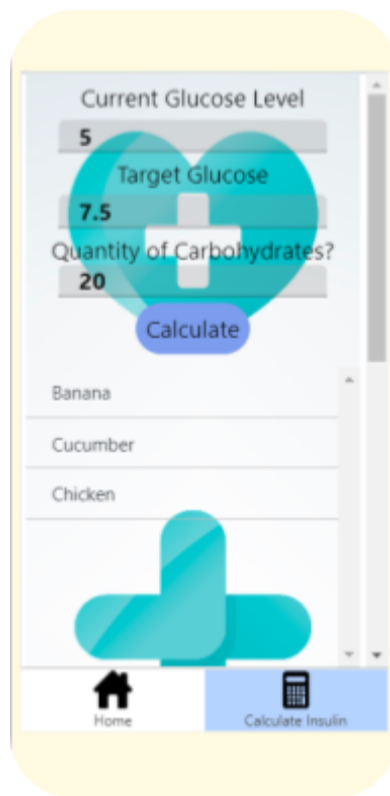 Current Glucose Level
5
Target Glucose
7.5
Quantity of Carbohydrates?
20
Calculate
Banana
Cucumber
Chicken
Home
Calculate Insulin